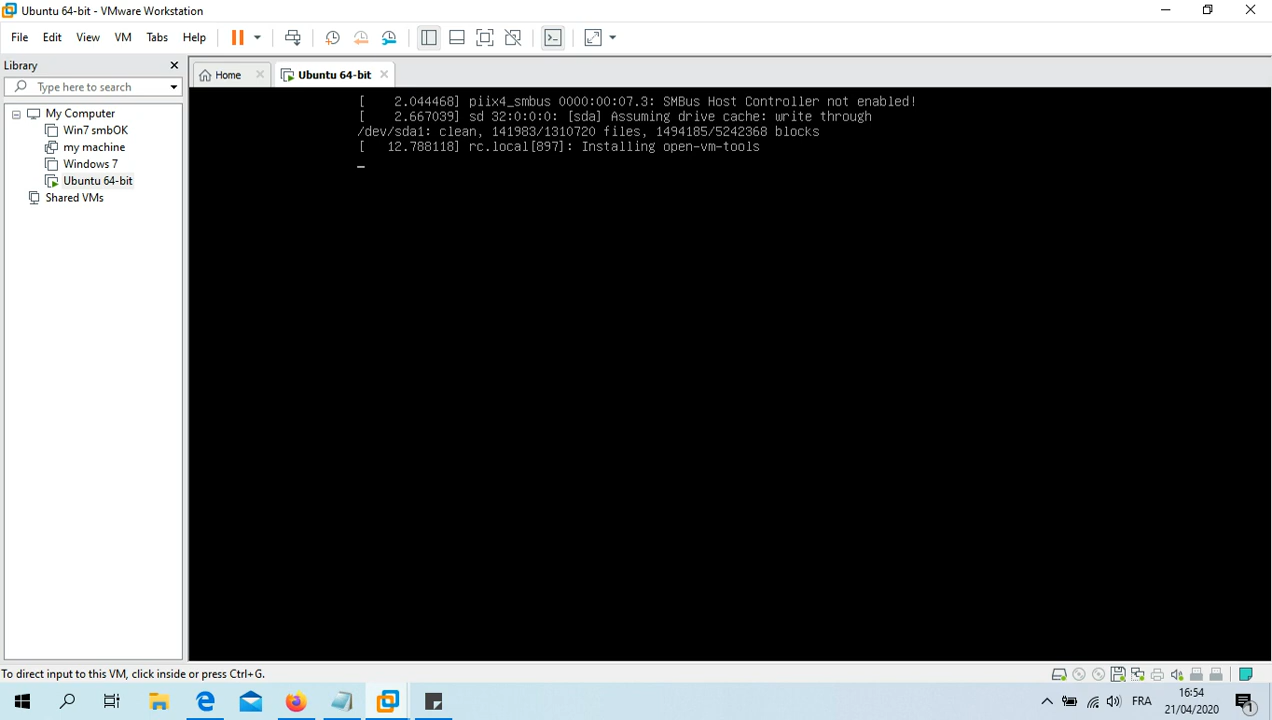 Ubuntu 64-bit - VMware Workstation
File Edit View VM Tabs Help
Library
Type here to search
My Computer
Win7 smbOK
my machine
Windows 7
Ubuntu 64-bit
Shared VMs
Home
Ubuntu 64-bit
[    2.044468] piix4_smbus 0000:00:07.3: SMBus Host Controller not enabled!
[    2.667039] sd 32:0:0:0: [sda] Assuming drive cache: write through
/dev/sda1: clean, 141983/1310720 files, 1494185/5242368 blocks
[   12.788118] rc.local[897]: Installing open-vm-tools
To direct input to this VM, click inside or press Ctrl+G.
FRA
16:54
21/04/2020
1